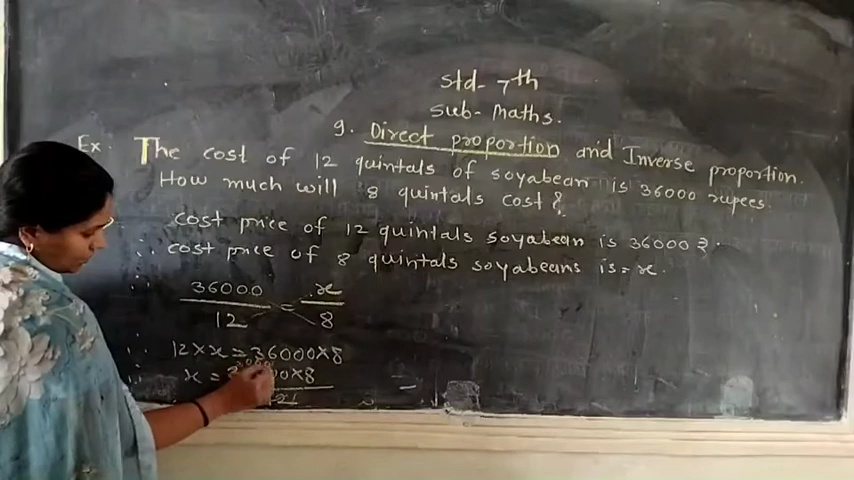 std- 7th
Sub- Maths.
9. Direct proportion and Inverse proportion.
Ex. The cost of 12 quintals of soyabean is 36000 rupees.
How much will 8 quintals cost ?
cost price of 12 quintals soyabean is 36000 ₹.
∴ cost price of 8 quintals soyabeans is = x.
∴ 36000/12 = x/8
∴ 12 × x = 36000 × 8
∴ x =